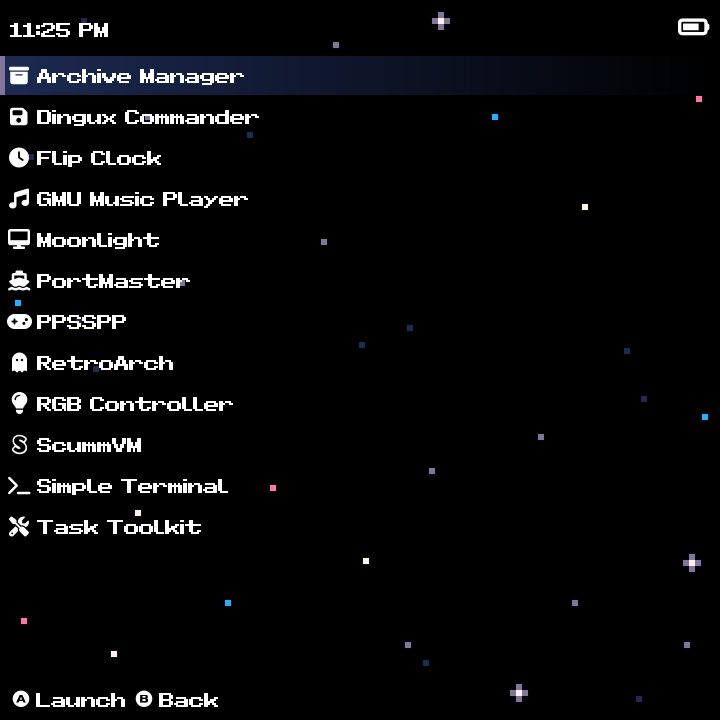 11:25 PM
Archive Manager
Dingux Commander
Flip Clock
GMU Music Player
Moonlight
PortMaster
PPSSPP
RetroArch
RGB Controller
ScummVM
Simple Terminal
Task Toolkit
A Launch B Back